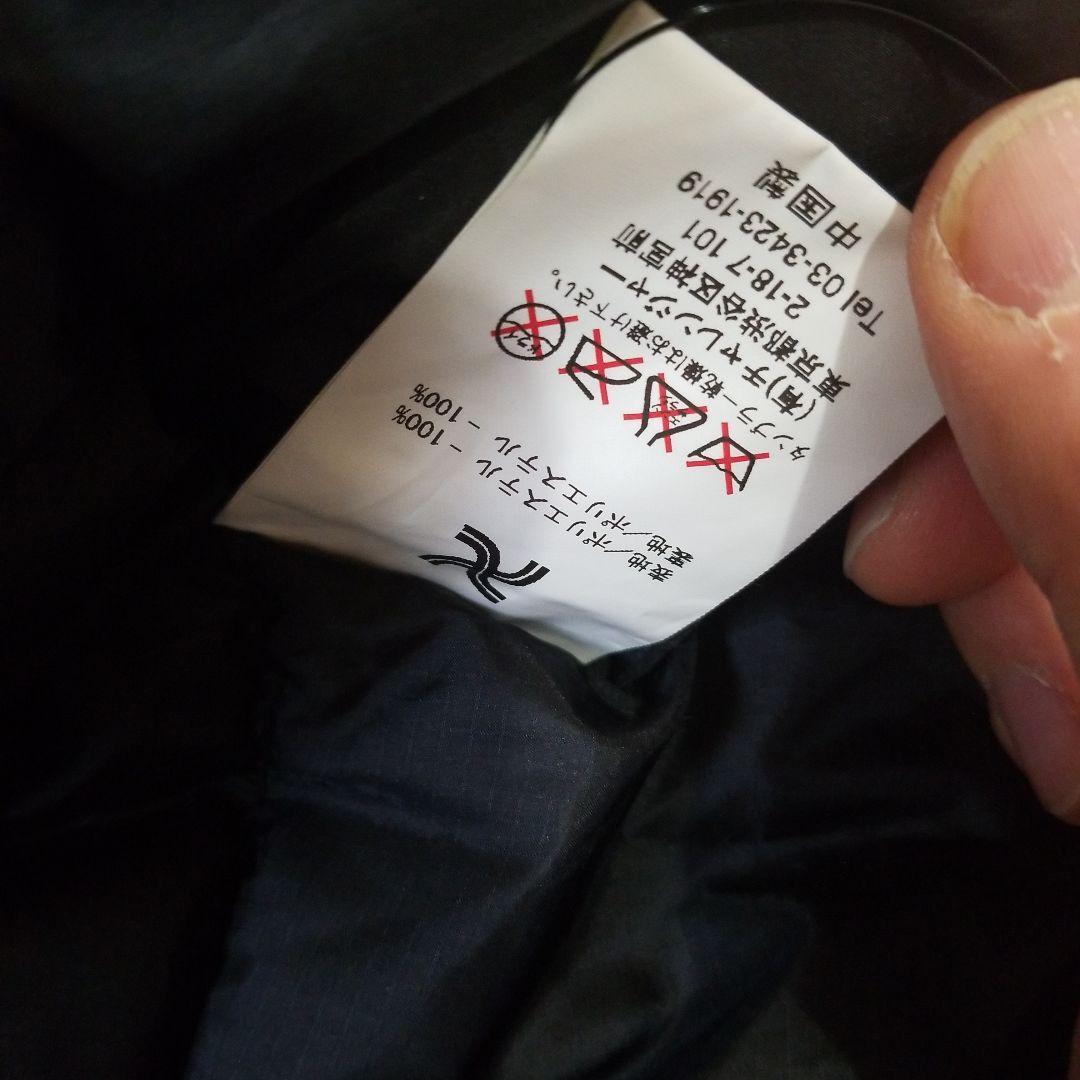 表地/ポリエステル -100%
裏地/ポリエステル -100%
タンブラー乾燥はお避け下さい。
(有)チャレンジャー
東京都渋谷区神宮前
2-18-7 101
Tel 03-3423-1919
中国製